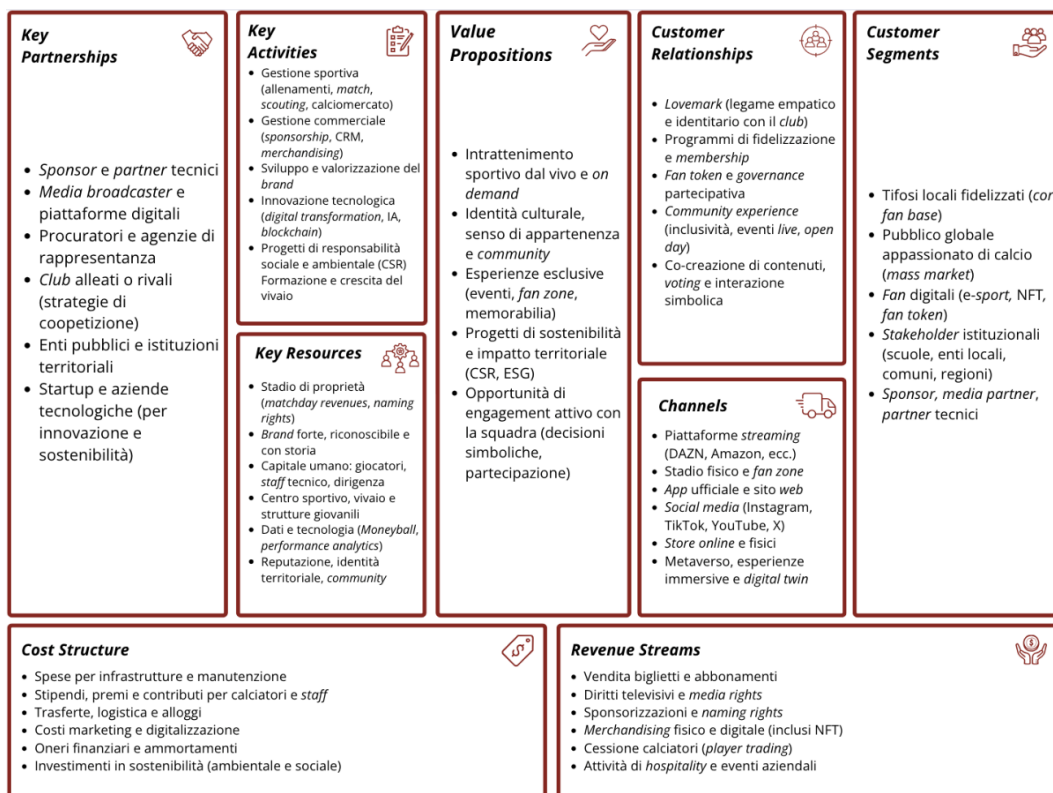 Key
Partnerships
• Sponsor e partner tecnici
• Media broadcaster e
piattaforme digitali
• Procuratori e agenzie di
rappresentanza
• Club alleati o rivali
(strategie di
coopetizione)
• Enti pubblici e istituzioni
territoriali
• Startup e aziende
tecnologiche (per
innovazione e
sostenibilità)
Key
Activities
• Gestione sportiva
(allenamenti, match,
scouting, calciomercato)
• Gestione commerciale
(sponsorship, CRM,
merchandising)
• Sviluppo e valorizzazione del
brand
• Innovazione tecnologica
(digital transformation, IA,
blockchain)
• Progetti di responsabilità
sociale e ambientale (CSR)
Formazione e crescita del
vivaio
Key Resources
• Stadio di proprietà
(matchday revenues, naming
rights)
• Brand forte, riconoscibile e
con storia
• Capitale umano: giocatori,
staff tecnico, dirigenza
• Centro sportivo, vivaio e
strutture giovanili
• Dati e tecnologia (Moneyball,
performance analytics)
• Reputazione, identità
territoriale, community
Value
Propositions
• Intrattenimento
sportivo dal vivo e on
demand
• Identità culturale,
senso di appartenenza
e community
• Esperienze esclusive
(eventi, fan zone,
memorabilia)
• Progetti di sostenibilità
e impatto territoriale
(CSR, ESG)
• Opportunità di
engagement attivo con
la squadra (decisioni
simboliche,
partecipazione)
Customer
Relationships
• Lovemark (legame empatico
e identitario con il club)
• Programmi di fidelizzazione
e membership
• Fan token e governance
partecipativa
• Community experience
(inclusività, eventi live, open
day)
• Co-creazione di contenuti,
voting e interazione
simbolica
Channels
• Piattaforme streaming
(DAZN, Amazon, ecc.)
• Stadio fisico e fan zone
• App ufficiale e sito web
• Social media (Instagram,
TikTok, YouTube, X)
• Store online e fisici
• Metaverso, esperienze
immersive e digital twin
Customer
Segments
• Tifosi locali fidelizzati (cor
fan base)
• Pubblico globale
appassionato di calcio
(mass market)
• Fan digitali (e-sport, NFT,
fan token)
• Stakeholder istituzionali
(scuole, enti locali,
comuni, regioni)
• Sponsor, media partner,
partner tecnici
Cost Structure
• Spese per infrastrutture e manutenzione
• Stipendi, premi e contributi per calciatori e staff
• Trasferte, logistica e alloggi
• Costi marketing e digitalizzazione
• Oneri finanziari e ammortamenti
• Investimenti in sostenibilità (ambientale e sociale)
Revenue Streams
• Vendita biglietti e abbonamenti
• Diritti televisivi e media rights
• Sponsorizzazioni e naming rights
• Merchandising fisico e digitale (inclusi NFT)
• Cessione calciatori (player trading)
• Attività di hospitality e eventi aziendali